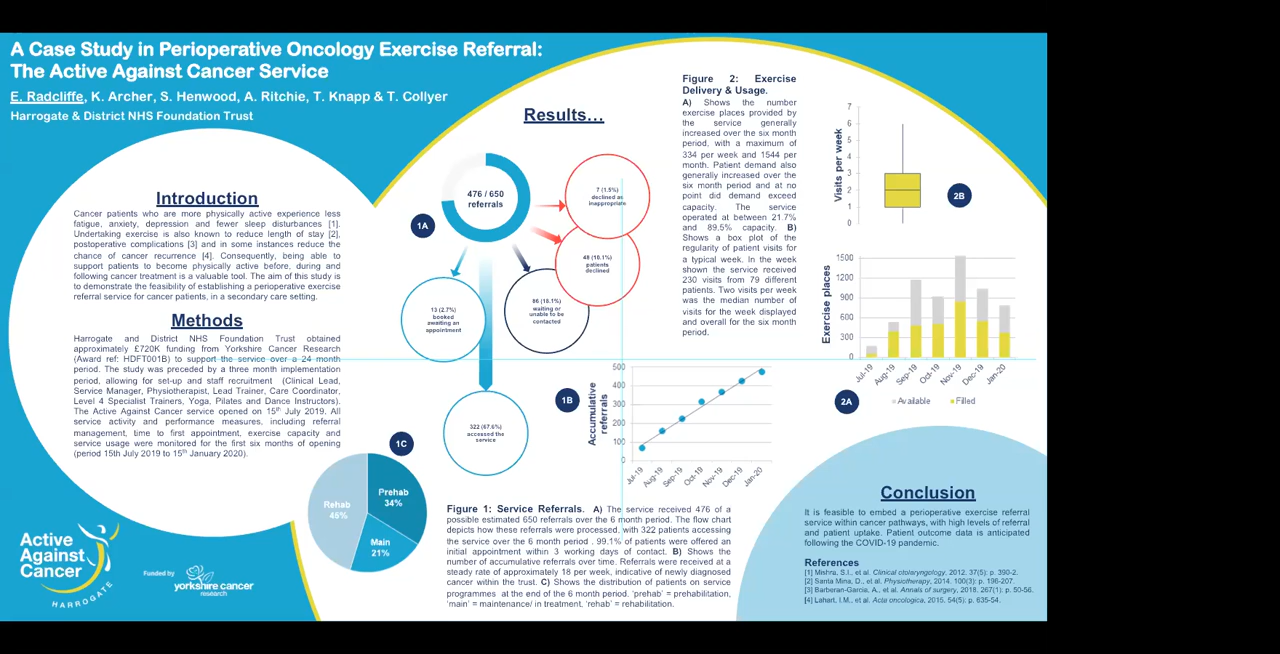 A Case Study in Perioperative Oncology Exercise Referral:
The Active Against Cancer Service
E. Radcliffe, K. Archer, S. Henwood, A. Ritchie, T. Knapp & T. Collyer
Harrogate & District NHS Foundation Trust
Introduction
Cancer patients who are more physically active experience less
fatigue, anxiety, depression and fewer sleep disturbances [1].
Undertaking exercise is also known to reduce length of stay [2],
postoperative complications [3] and in some instances reduce the
chance of cancer recurrence [4]. Consequently, being able to
support patients to become physically active before, during and
following cancer treatment is a valuable tool. The aim of this study is
to demonstrate the feasibility of establishing a perioperative exercise
referral service for cancer patients, in a secondary care setting.
Methods
Harrogate and District NHS Foundation Trust obtained
approximately £720K funding from Yorkshire Cancer Research
(Award ref: HDFT001B) to support the service over a 24 month
period. The study was preceded by a three month implementation
period, allowing for set-up and staff recruitment (Clinical Lead,
Service Manager, Physiotherapist, Lead Trainer, Care Coordinator,
Level 4 Specialist Trainers, Yoga, Pilates and Dance Instructors).
The Active Against Cancer service opened on 15th July 2019. All
service activity and performance measures, including referral
management, time to first appointment, exercise capacity and
service usage were monitored for the first six months of opening
(period 15th July 2019 to 15th January 2020).
Active
Against
Cancer
HARROGATE
Funded by
yorkshire cancer
research
Results…
1A
476 / 650
referrals
7 (1.5%)
declined as
inappropriate
48 (10.1%)
patients
declined
86 (18.1%)
waiting or
unable to be
contacted
13 (2.7%)
booked
awaiting an
appointment
322 (67.6%)
accessed the
service
1B
Accumulative
referrals
500
400
300
200
100
0
Jul-19
Aug-19
Sep-19
Oct-19
Nov-19
Dec-19
Jan-20
1C
Rehab
46%
Prehab
34%
Main
21%
Figure 1: Service Referrals. A) The service received 476 of a
possible estimated 650 referrals over the 6 month period. The flow chart
depicts how these referrals were processed, with 322 patients accessing
the service over the 6 month period . 99.1% of patients were offered an
initial appointment within 3 working days of contact. B) Shows the
number of accumulative referrals over time. Referrals were received at a
steady rate of approximately 18 per week, indicative of newly diagnosed
cancer within the trust. C) Shows the distribution of patients on service
programmes at the end of the 6 month period. 'prehab' = prehabilitation,
'main' = maintenance/ in treatment, 'rehab' = rehabilitation.
Figure 2: Exercise
Delivery & Usage.
A) Shows the number
exercise places provided by
the service generally
increased over the six month
period, with a maximum of
334 per week and 1544 per
month. Patient demand also
generally increased over the
six month period and at no
point did demand exceed
capacity. The service
operated at between 21.7%
and 89.5% capacity. B)
Shows a box plot of the
regularity of patient visits for
a typical week. In the week
shown the service received
230 visits from 79 different
patients. Two visits per week
was the median number of
visits for the week displayed
and overall for the six month
period.
Visits per week
7
6
5
4
3
2
1
0
2B
Exercise places
1500
1200
900
600
300
0
Jul-19
Aug-19
Sep-19
Oct-19
Nov-19
Dec-19
Jan-20
2A
Available
Filled
Conclusion
It is feasible to embed a perioperative exercise referral
service within cancer pathways, with high levels of referral
and patient uptake. Patient outcome data is anticipated
following the COVID-19 pandemic.
References
[1] Mishra, S.I., et al. Clinical otolaryngology, 2012. 37(5): p. 390-2.
[2] Santa Mina, D., et al. Physiotherapy, 2014. 100(3): p. 196-207.
[3] Barberan-Garcia, A., et al. Annals of surgery, 2018. 267(1): p. 50-56.
[4] Lahart, I.M., et al. Acta oncologica, 2015. 54(5): p. 635-54.